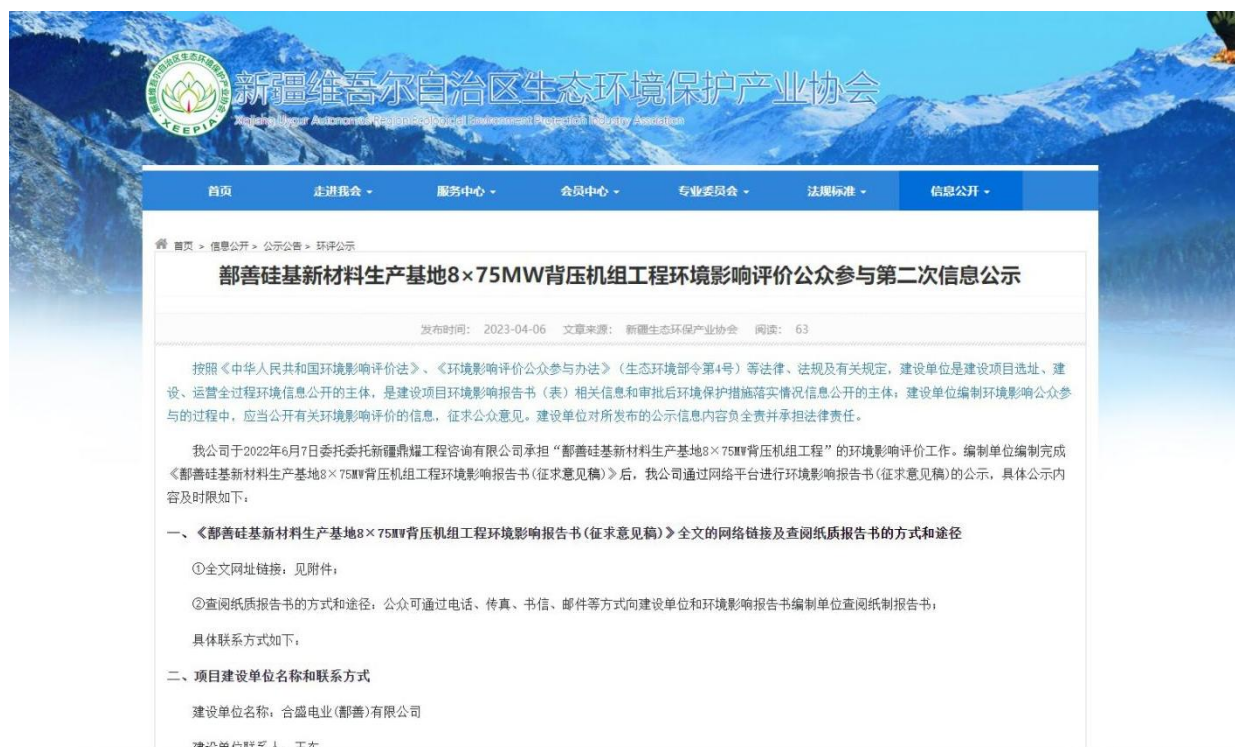 新疆维吾尔自治区生态环境保护产业协会
Xinjiang Uygur Autonomous Region Ecological Environment Protection Industry Association
XEEPIA
首页 走进我会 服务中心 会员中心 专业委员会 法规标准 信息公开
首页 > 信息公开 > 公示公告 > 环评公示
鄯善硅基新材料生产基地8×75MW背压机组工程环境影响评价公众参与第二次信息公示
发布时间： 2023-04-06 文章来源： 新疆生态环保产业协会 阅读： 63
按照《中华人民共和国环境影响评价法》、《环境影响评价公众参与办法》（生态环境部令第4号）等法律、法规及有关规定，建设单位是建设项目选址、建
设、运营全过程环境信息公开的主体，是建设项目环境影响报告书（表）相关信息和审批后环境保护措施落实情况信息公开的主体；建设单位编制环境影响公众参
与的过程中，应当公开有关环境影响评价的信息，征求公众意见。建设单位对所发布的公示信息内容负全责并承担法律责任。
我公司于2022年6月7日委托委托新疆鼎耀工程咨询有限公司承担“鄯善硅基新材料生产基地8×75MW背压机组工程”的环境影响评价工作。编制单位编制完成
《鄯善硅基新材料生产基地8×75MW背压机组工程环境影响报告书(征求意见稿)》后，我公司通过网络平台进行环境影响报告书(征求意见稿)的公示，具体公示内
容及时限如下：
一、《鄯善硅基新材料生产基地8×75MW背压机组工程环境影响报告书(征求意见稿)》全文的网络链接及查阅纸质报告书的方式和途径
①全文网址链接：见附件；
②查阅纸质报告书的方式和途径：公众可通过电话、传真、书信、邮件等方式向建设单位和环境影响报告书编制单位查阅纸制报告书；
具体联系方式如下：
二、项目建设单位名称和联系方式
建设单位名称：合盛电业(鄯善)有限公司